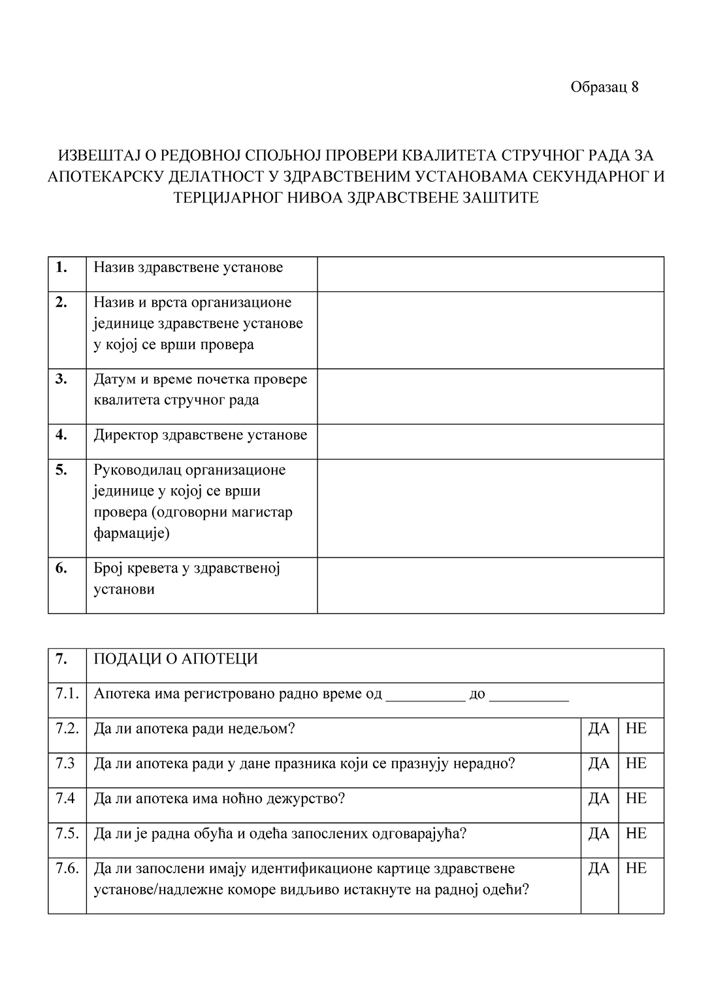 Образац 8
ИЗВЕШТАЈ О РЕДОВНОЈ СПОЉНОЈ ПРОВЕРИ КВАЛИТЕТА СТРУЧНОГ РАДА ЗА
АПОТЕКАРСКУ ДЕЛАТНОСТ У ЗДРАВСТВЕНИМ УСТАНОВАМА СЕКУНДАРНОГ И
ТЕРЦИЈАРНОГ НИВОА ЗДРАВСТВЕНЕ ЗАШТИТЕ
1. Назив здравствене установе
2. Назив и врста организационе
јединице здравствене установе
у којој се врши провера
3. Датум и време почетка провере
квалитета стручног рада
4. Директор здравствене установе
5. Руководилац организационе
јединице у којој се врши
провера (одговорни магистар
фармације)
6. Број кревета у здравственој
установи
7. ПОДАЦИ О АПОТЕЦИ
7.1. Апотека има регистровано радно време од __________ до __________
7.2. Да ли апотека ради недељом? ДА НЕ
7.3 Да ли апотека ради у дане празника који се празнују нерадно? ДА НЕ
7.4 Да ли апотека има ноћно дежурство? ДА НЕ
7.5. Да ли је радна обућа и одећа запослених одговарајућа? ДА НЕ
7.6. Да ли запослени имају идентификационе картице здравствене ДА НЕ
установе/надлежне коморе видљиво истакнуте на радној одећи?